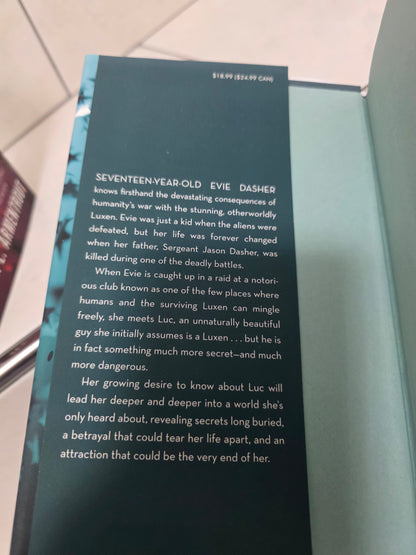 $18.99 ($24.99 CAN)
SEVENTEEN-YEAR-OLD EVIE DASHER
knows firsthand the devastating consequences of
humanity's war with the stunning, otherworldly
Luxen. Evie was just a kid when the aliens were
defeated, but her life was forever changed
when her father, Sergeant Jason Dasher, was
killed during one of the deadly battles.
When Evie is caught up in a raid at a notori-
ous club known as one of the few places where
humans and the surviving Luxen can mingle
freely, she meets Luc, an unnaturally beautiful
guy she initially assumes is a Luxen . . . but he is
in fact something much more secret—and much
more dangerous.
Her growing desire to know about Luc will
lead her deeper and deeper into a world she's
only heard about, revealing secrets long buried,
a betrayal that could tear her life apart, and an
attraction that could be the very end of her.